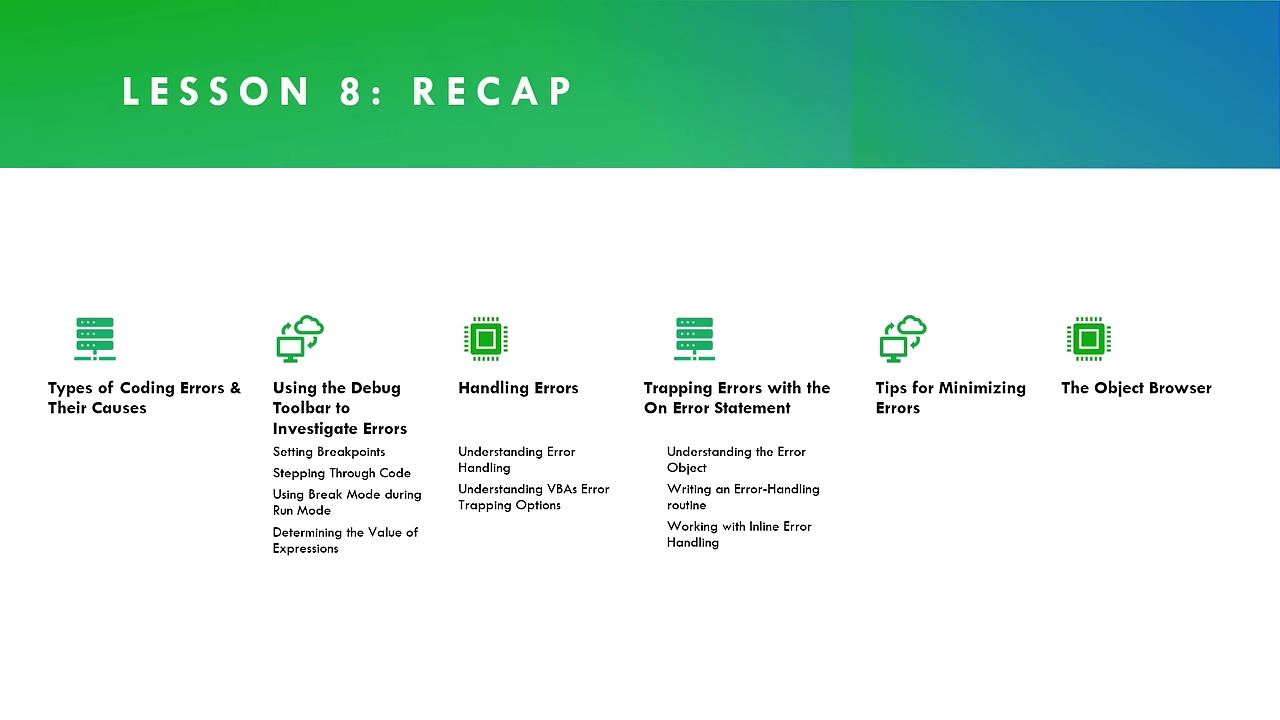 LESSON 8: RECAP
Types of Coding Errors &
Their Causes
Using the Debug
Toolbar to
Investigate Errors
Setting Breakpoints
Stepping Through Code
Using Break Mode during
Run Mode
Determining the Value of
Expressions
Handling Errors
Understanding Error
Handling
Understanding VBAs Error
Trapping Options
Trapping Errors with the
On Error Statement
Understanding the Error
Object
Writing an Error-Handling
routine
Working with Inline Error
Handling
Tips for Minimizing
Errors
The Object Browser